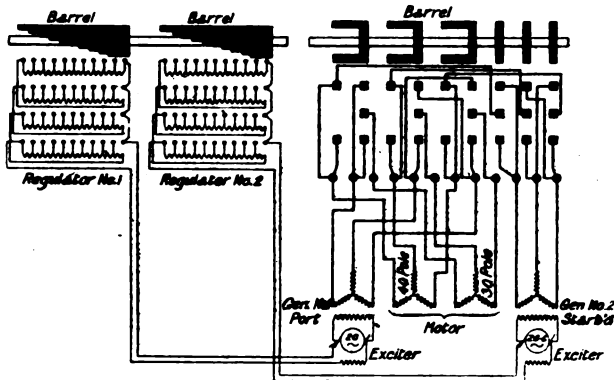 Barrel
Barrel
Barrel
Regulator No.1
Regulator No.2
40 Pole
30 Pole
Gen. No.1
Port
Motor
Gen No.2
Starb'd
26
Exciter
Exciter